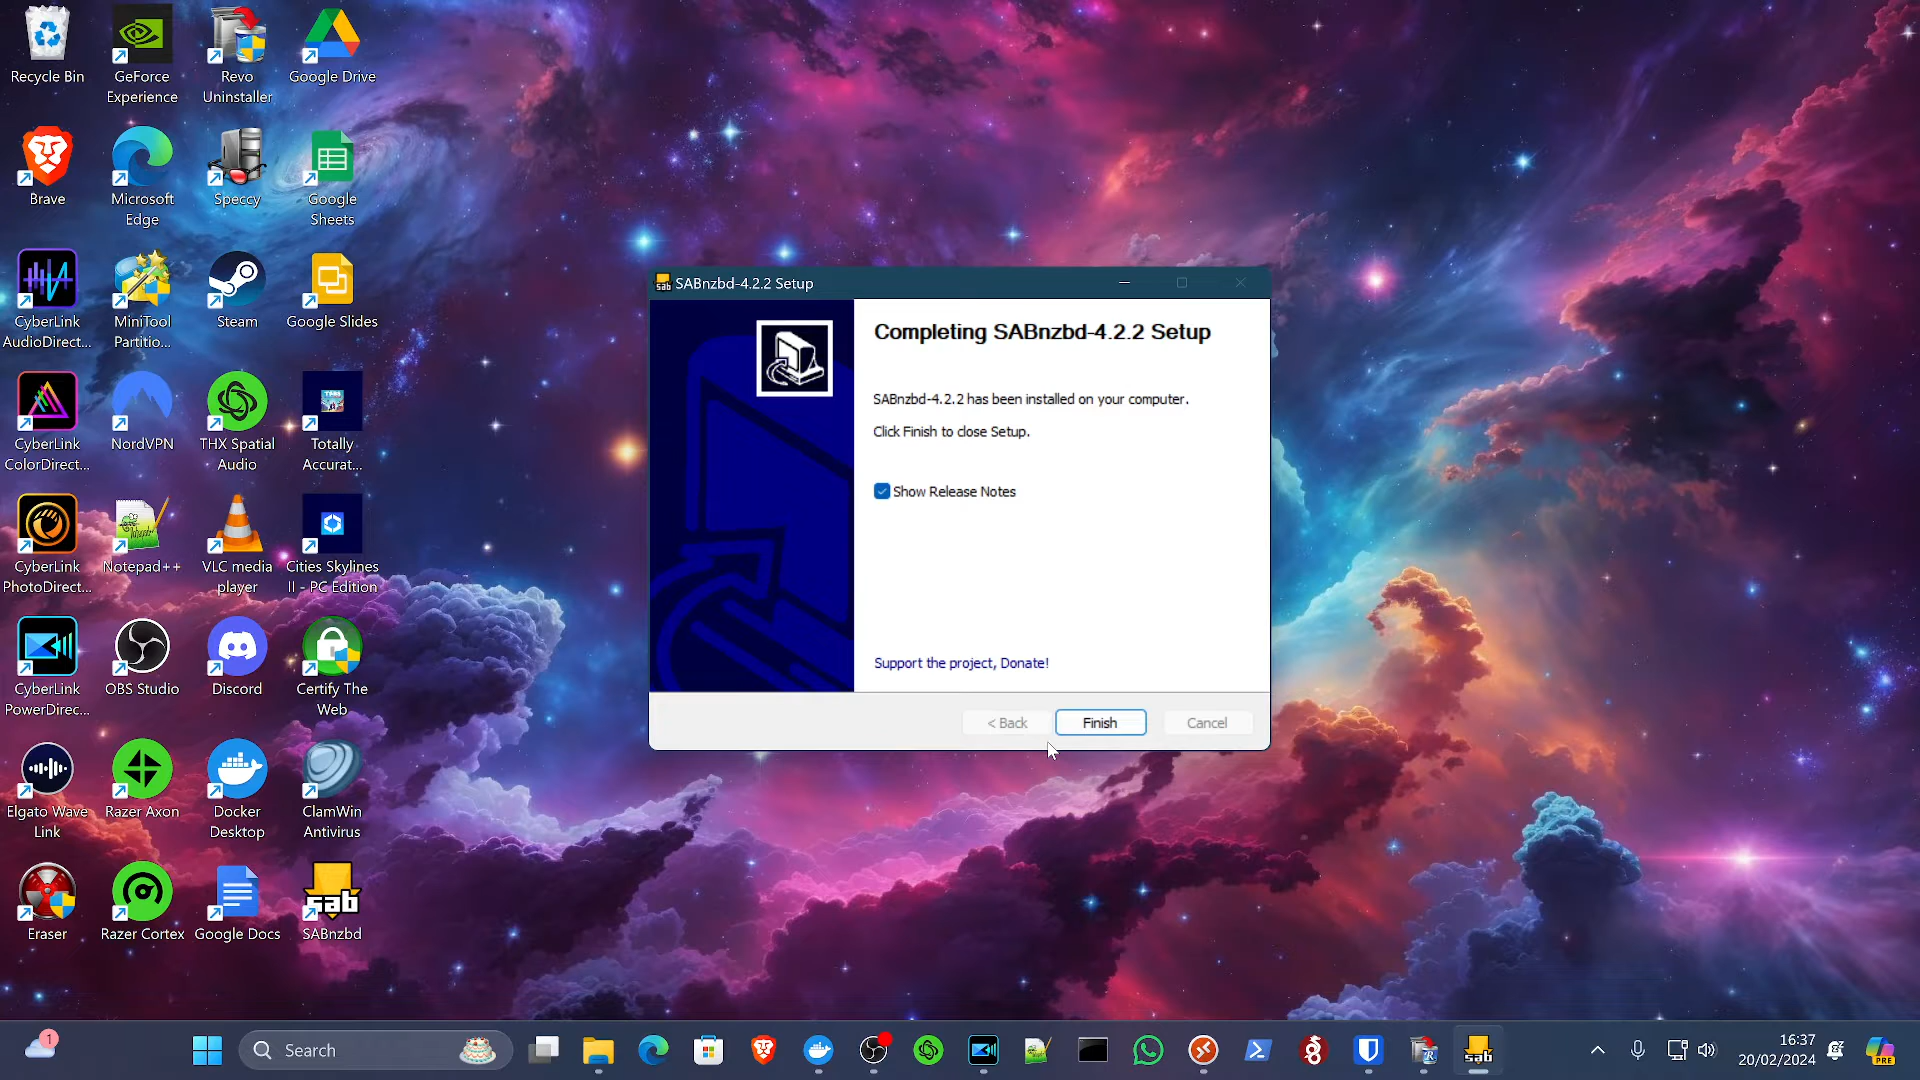 Recycle Bin
GeForce
Experience
Revo
Uninstaller
Google Drive
Brave
Microsoft
Edge
Speccy
Google
Sheets
CyberLink
AudioDirect...
MiniTool
Partitio...
Steam
Google Slides
CyberLink
ColorDirect...
NordVPN
THX Spatial
Audio
Totally
Accurat...
CyberLink
PhotoDirect...
Notepad++
VLC media
player
Cities Skylines
II - PC Edition
CyberLink
PowerDirec...
OBS Studio
Discord
Certify The
Web
Elgato Wave
Link
Razer Axon
Docker
Desktop
ClamWin
Antivirus
Eraser
Razer Cortex
Google Docs
sab
SABnzbd
sab
SABnzbd-4.2.2 Setup
Completing SABnzbd-4.2.2 Setup
SABnzbd-4.2.2 has been installed on your computer.
Click Finish to close Setup.
Show Release Notes
Support the project, Donate!
< Back
Finish
Cancel
1
Search
sab
16:37
20/02/2024
PRE